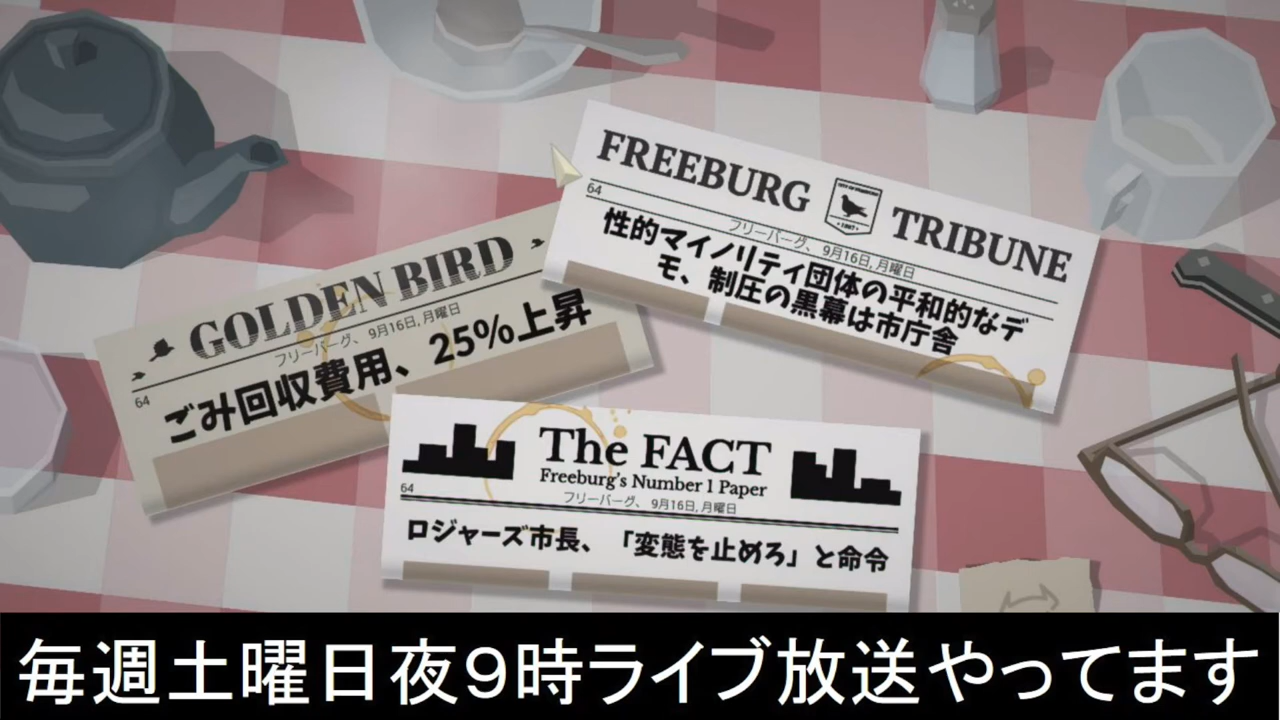 FREEBURG TRIBUNE
64
フリーバーグ、 9月16日, 月曜日
性的マイノリティ団体の平和的なデ
モ、制圧の黒幕は市庁舎
GOLDEN BIRD
フリーバーグ、 9月16日, 月曜日
64
ごみ回収費用、25%上昇
The FACT
Freeburg's Number 1 Paper
64
フリーバーグ、 9月16日, 月曜日
ロジャーズ市長、「変態を止めろ」と命令
毎週土曜日夜9時ライブ放送やってます